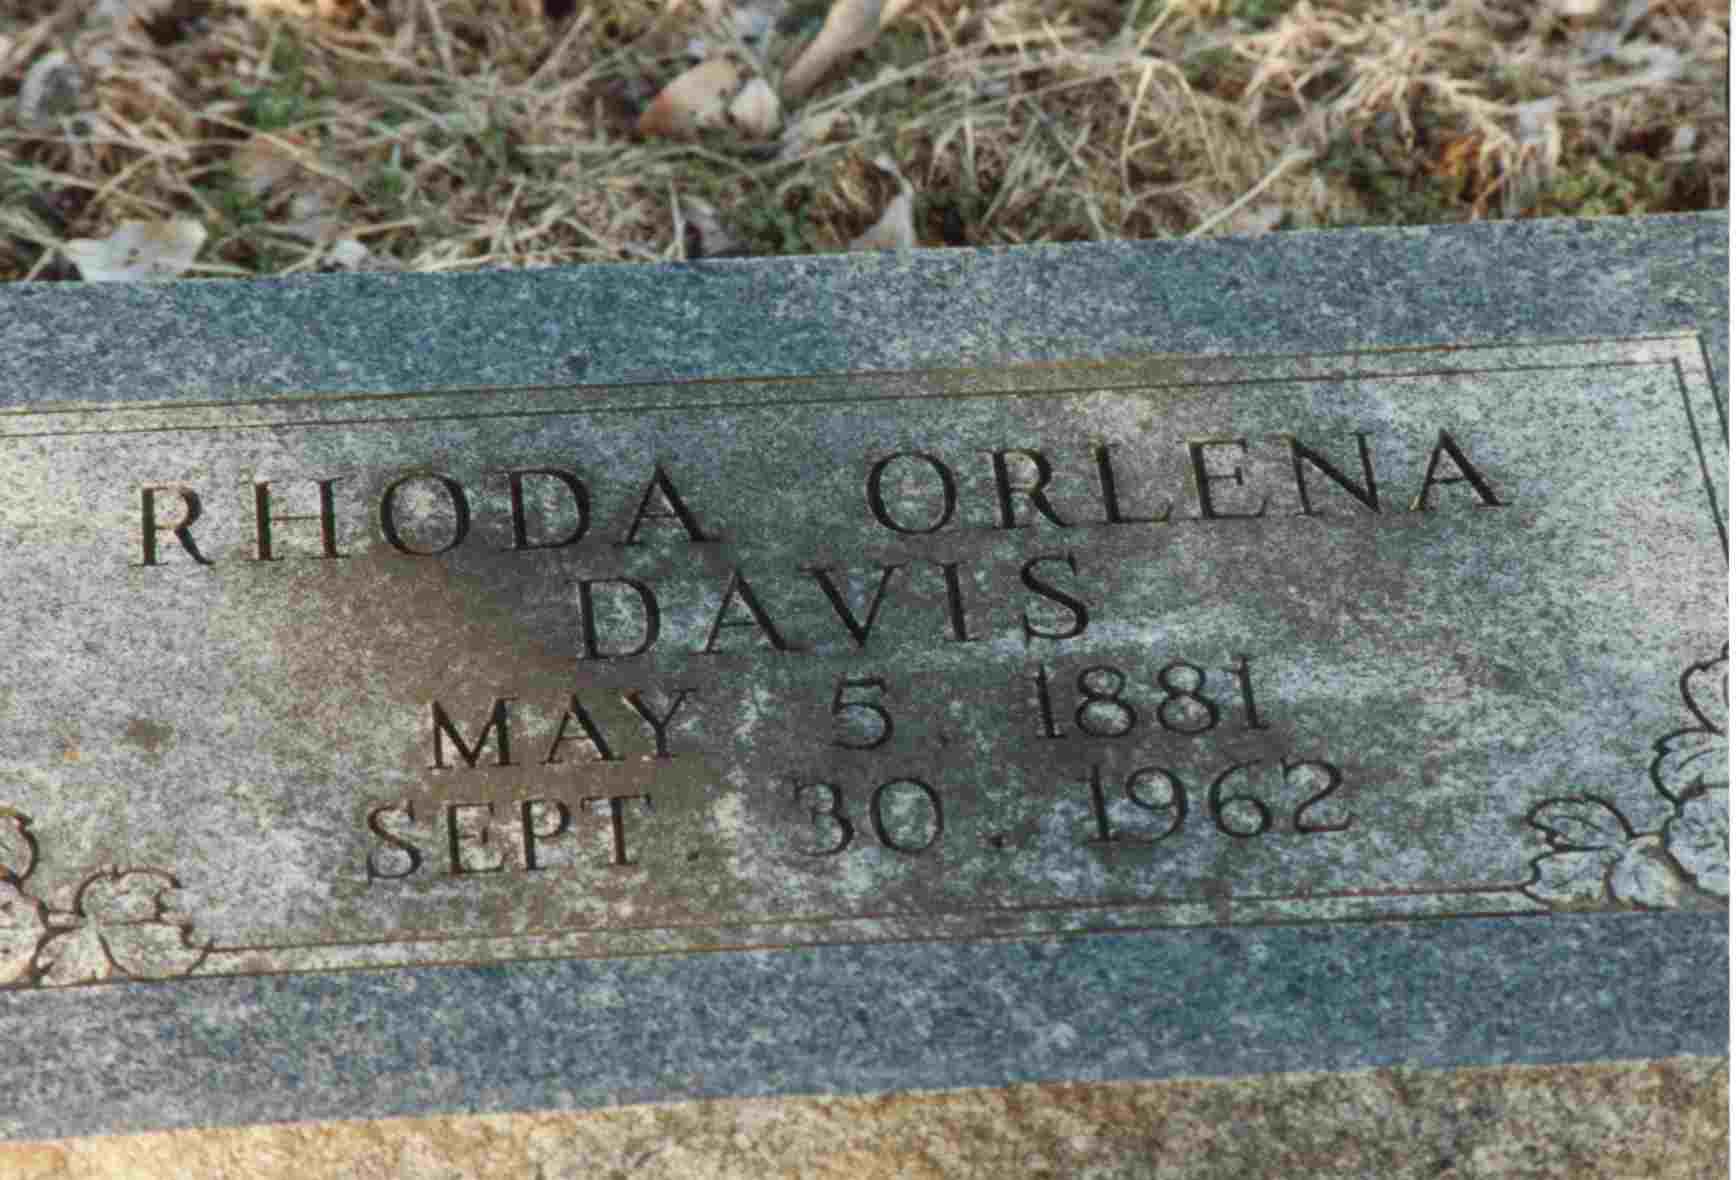 RHODA ORLENA
DAVIS
MAY 5. 1881
SEPT. 30. 1962